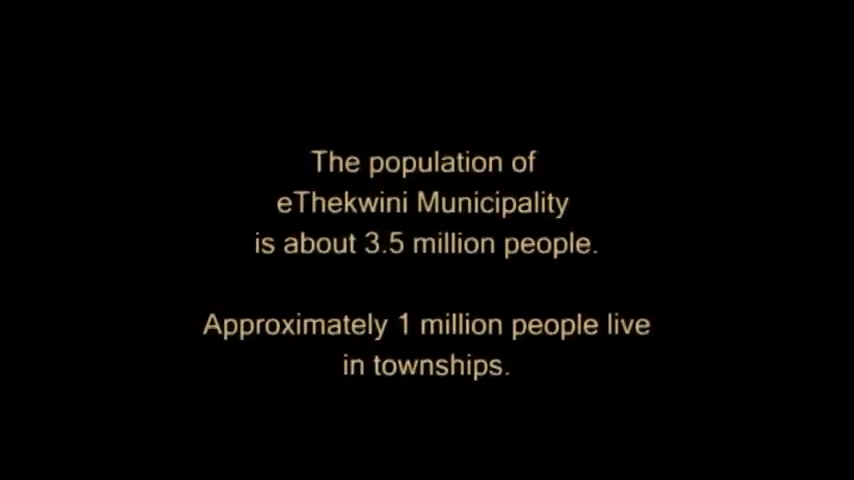 The population of
eThekwini Municipality
is about 3.5 million people.
Approximately 1 million people live
in townships.